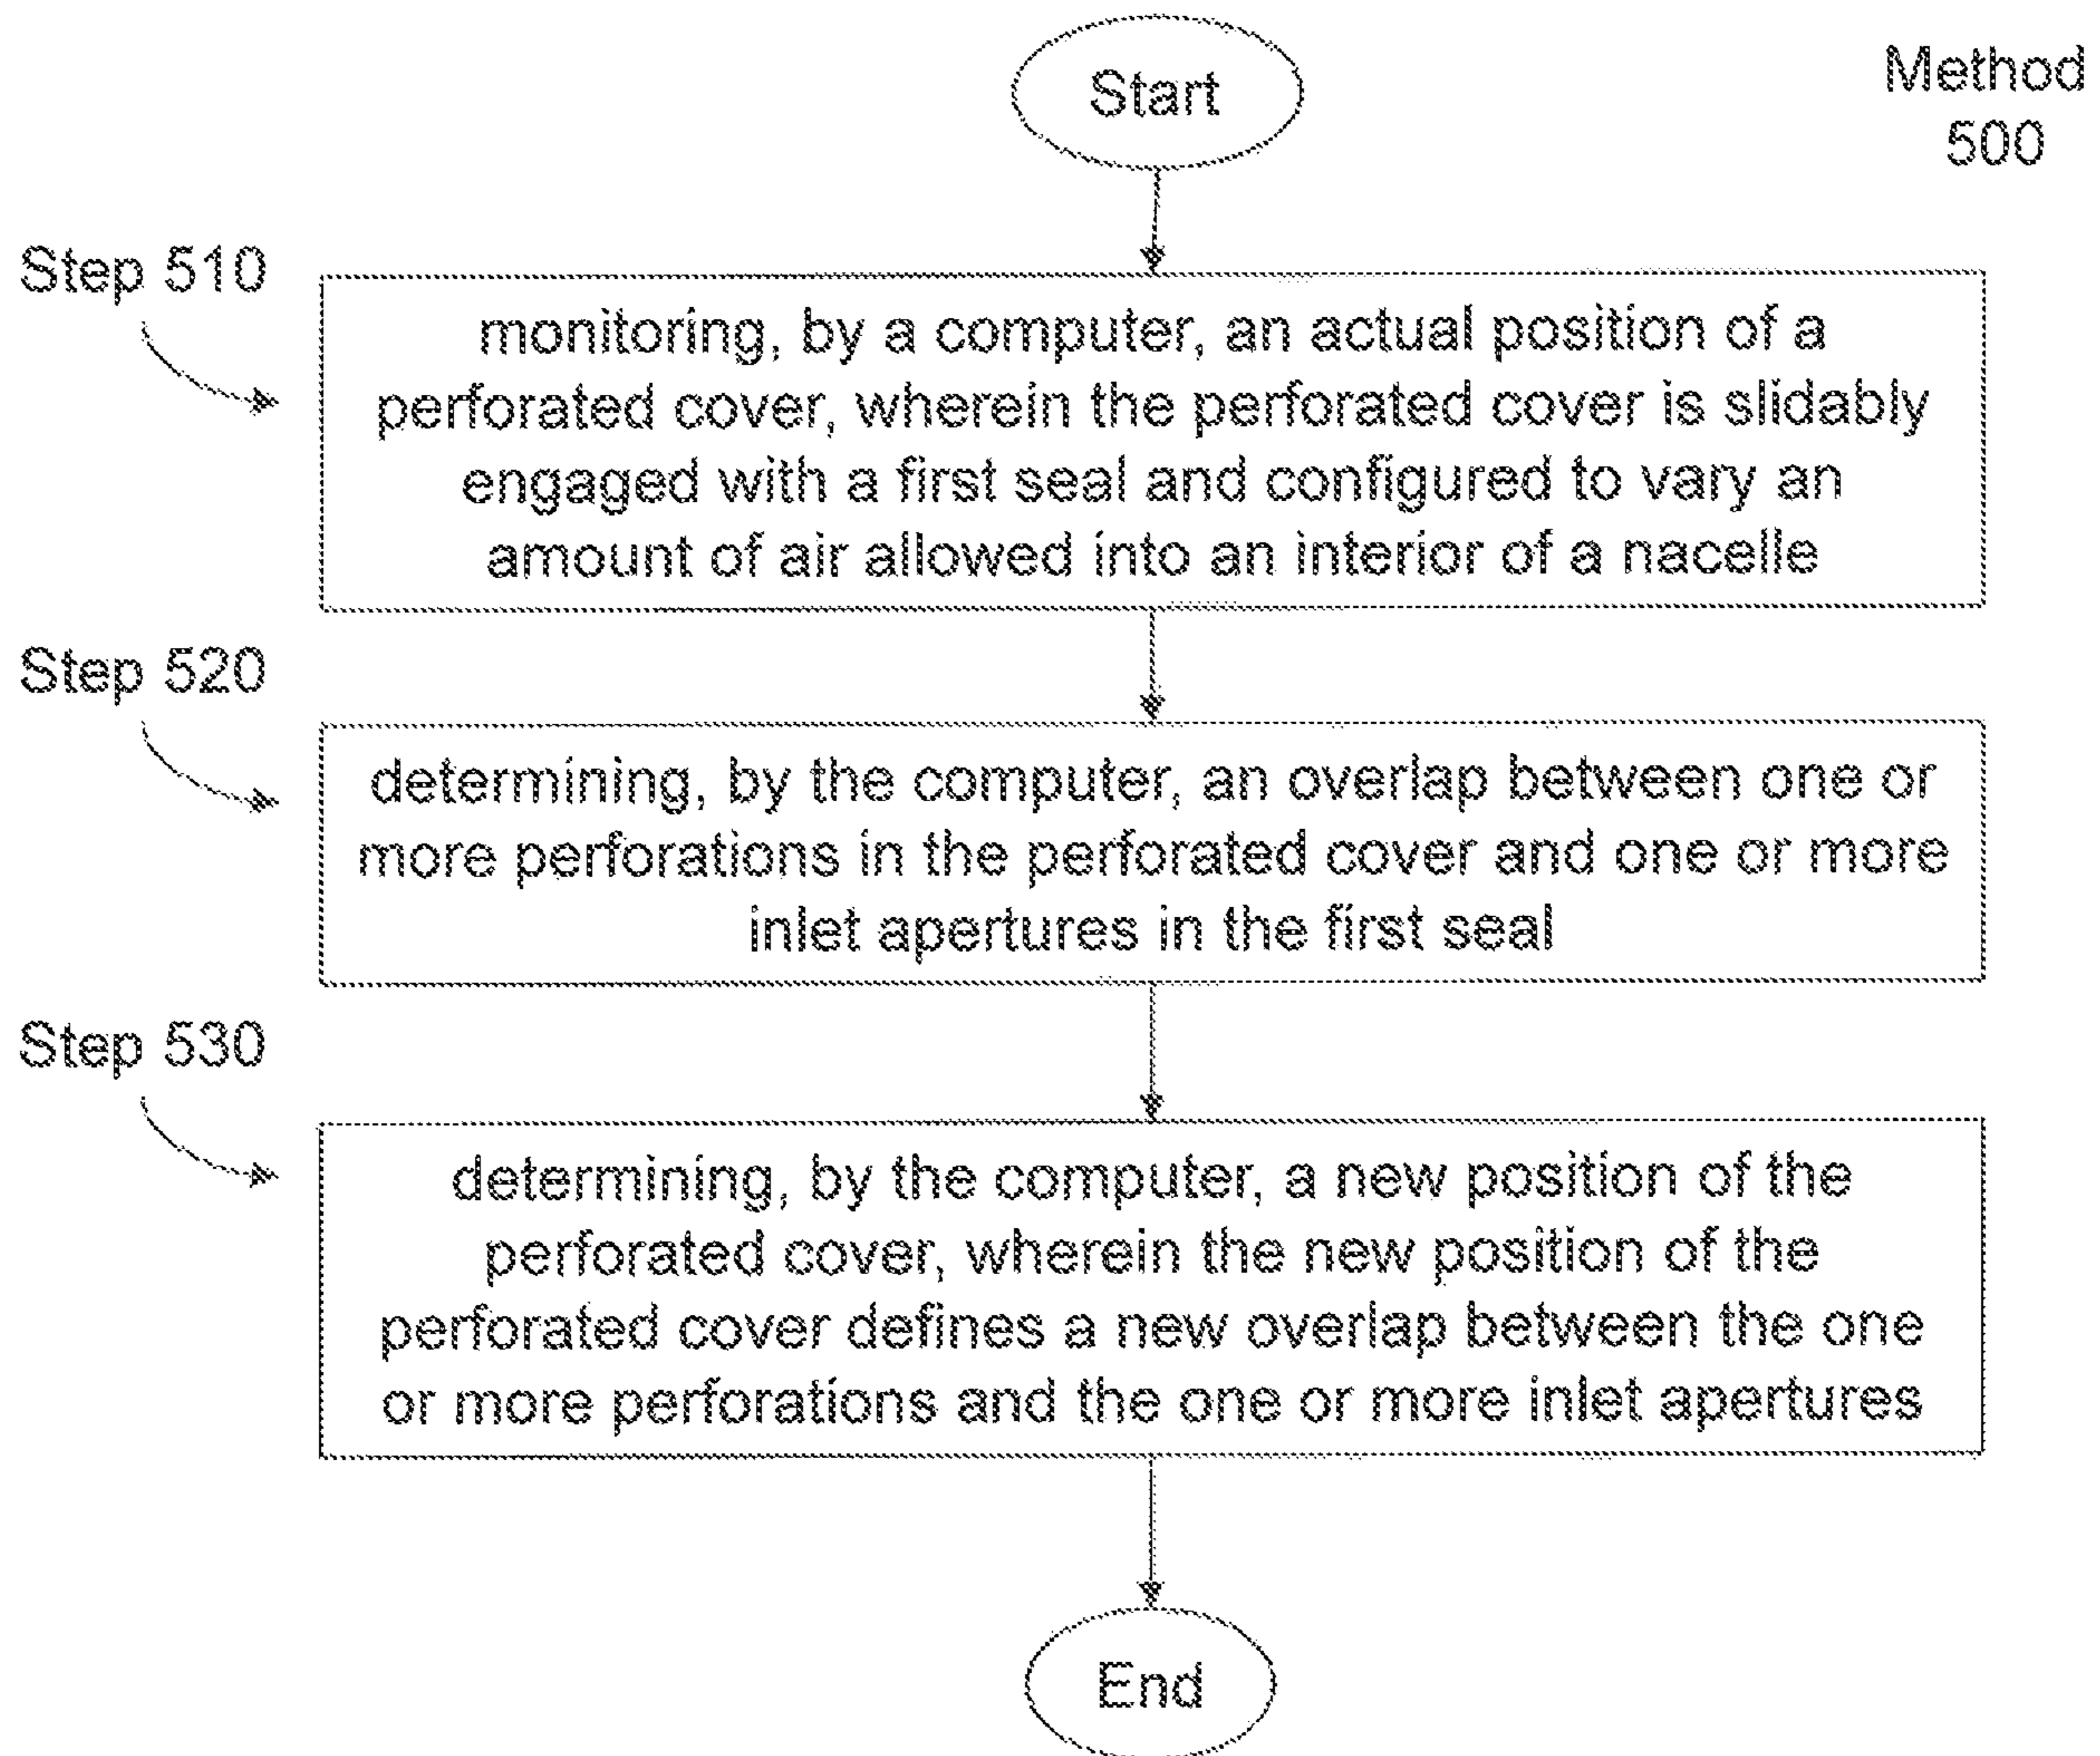 Start
Method
500
Step 510
monitoring, by a computer, an actual position of a
perforated cover, wherein the perforated cover is slidably
engaged with a first seal and configured to vary an
amount of air allowed into an interior of a nacelle
Step 520
determining, by the computer, an overlap between one or
more perforations in the perforated cover and one or more
inlet apertures in the first seal
Step 530
determining, by the computer, a new position of the
perforated cover, wherein the new position of the
perforated cover defines a new overlap between the one
or more perforations and the one or more inlet apertures
End